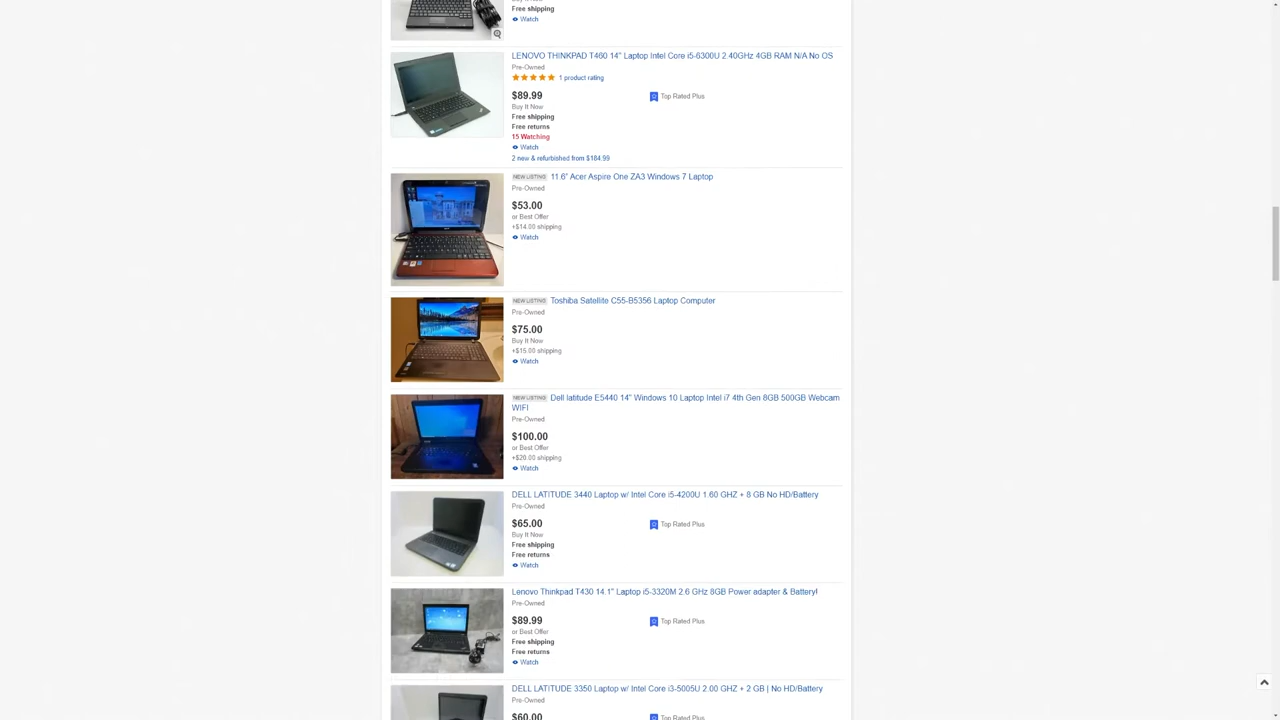 Free shipping
Watch
LENOVO THINKPAD T460 14" Laptop Intel Core i5-6300U 2.40GHz 4GB RAM N/A No OS
Pre-Owned
1 product rating
$89.99
Top Rated Plus
Buy It Now
Free shipping
Free returns
15 Watching
Watch
2 new & refurbished from $184.99
NEW LISTING 11.6" Acer Aspire One ZA3 Windows 7 Laptop
Pre-Owned
$53.00
or Best Offer
+$14.00 shipping
Watch
NEW LISTING Toshiba Satellite C55-B5356 Laptop Computer
Pre-Owned
$75.00
Buy It Now
+$15.00 shipping
Watch
NEW LISTING Dell latitude E5440 14" Windows 10 Laptop Intel i7 4th Gen 8GB 500GB Webcam
WIFI
Pre-Owned
$100.00
or Best Offer
+$20.00 shipping
Watch
DELL LATITUDE 3440 Laptop w/ Intel Core i5-4200U 1.60 GHZ + 8 GB No HD/Battery
Pre-Owned
$65.00
Top Rated Plus
Buy It Now
Free shipping
Free returns
Watch
Lenovo Thinkpad T430 14.1" Laptop i5-3320M 2.6 GHz 8GB Power adapter & Battery!
Pre-Owned
$89.99
Top Rated Plus
or Best Offer
Free shipping
Free returns
Watch
DELL LATITUDE 3350 Laptop w/ Intel Core i3-5005U 2.00 GHZ + 2 GB | No HD/Battery
Pre-Owned
$60.00
Top Rated Plus